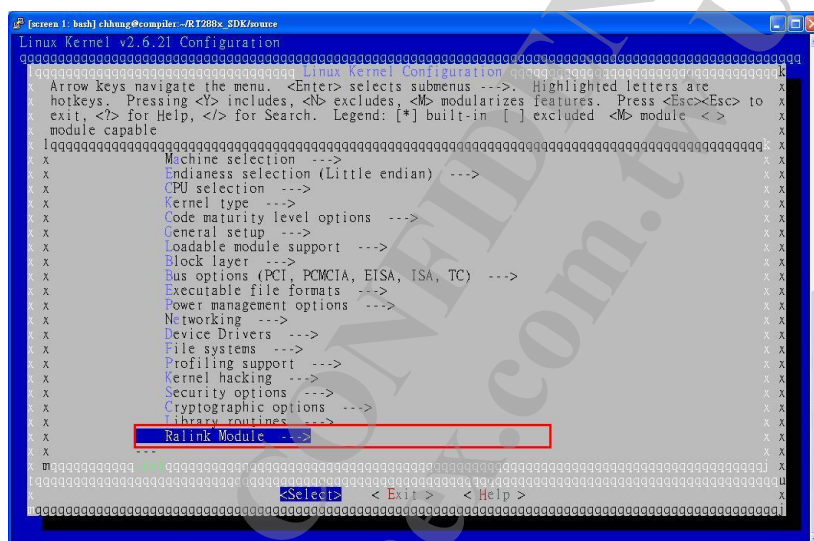 [screen 1: bash] chhung@compiler:~/RT288x_SDK/source
Linux Kernel v2.6.21 Configuration
Linux Kernel Configuration
Arrow keys navigate the menu. <Enter> selects submenus --->. Highlighted letters are
hotkeys. Pressing <Y> includes, <N> excludes, <M> modularizes features. Press <Esc><Esc> to
exit, <?> for Help, </> for Search. Legend: [*] built-in [ ] excluded <M> module < >
module capable
Machine selection --->
Endianess selection (Little endian) --->
CPU selection --->
Kernel type --->
Code maturity level options --->
General setup --->
Loadable module support --->
Block layer --->
Bus options (PCI, PCMCIA, EISA, ISA, TC) --->
Executable file formats --->
Power management options --->
Networking --->
Device Drivers --->
File systems --->
Profiling support --->
Kernel hacking --->
Security options --->
Cryptographic options --->
Library routines --->
Ralink Module --->
---
<Select> < Exit > < Help >
CONFIDEN
ex.com.tw